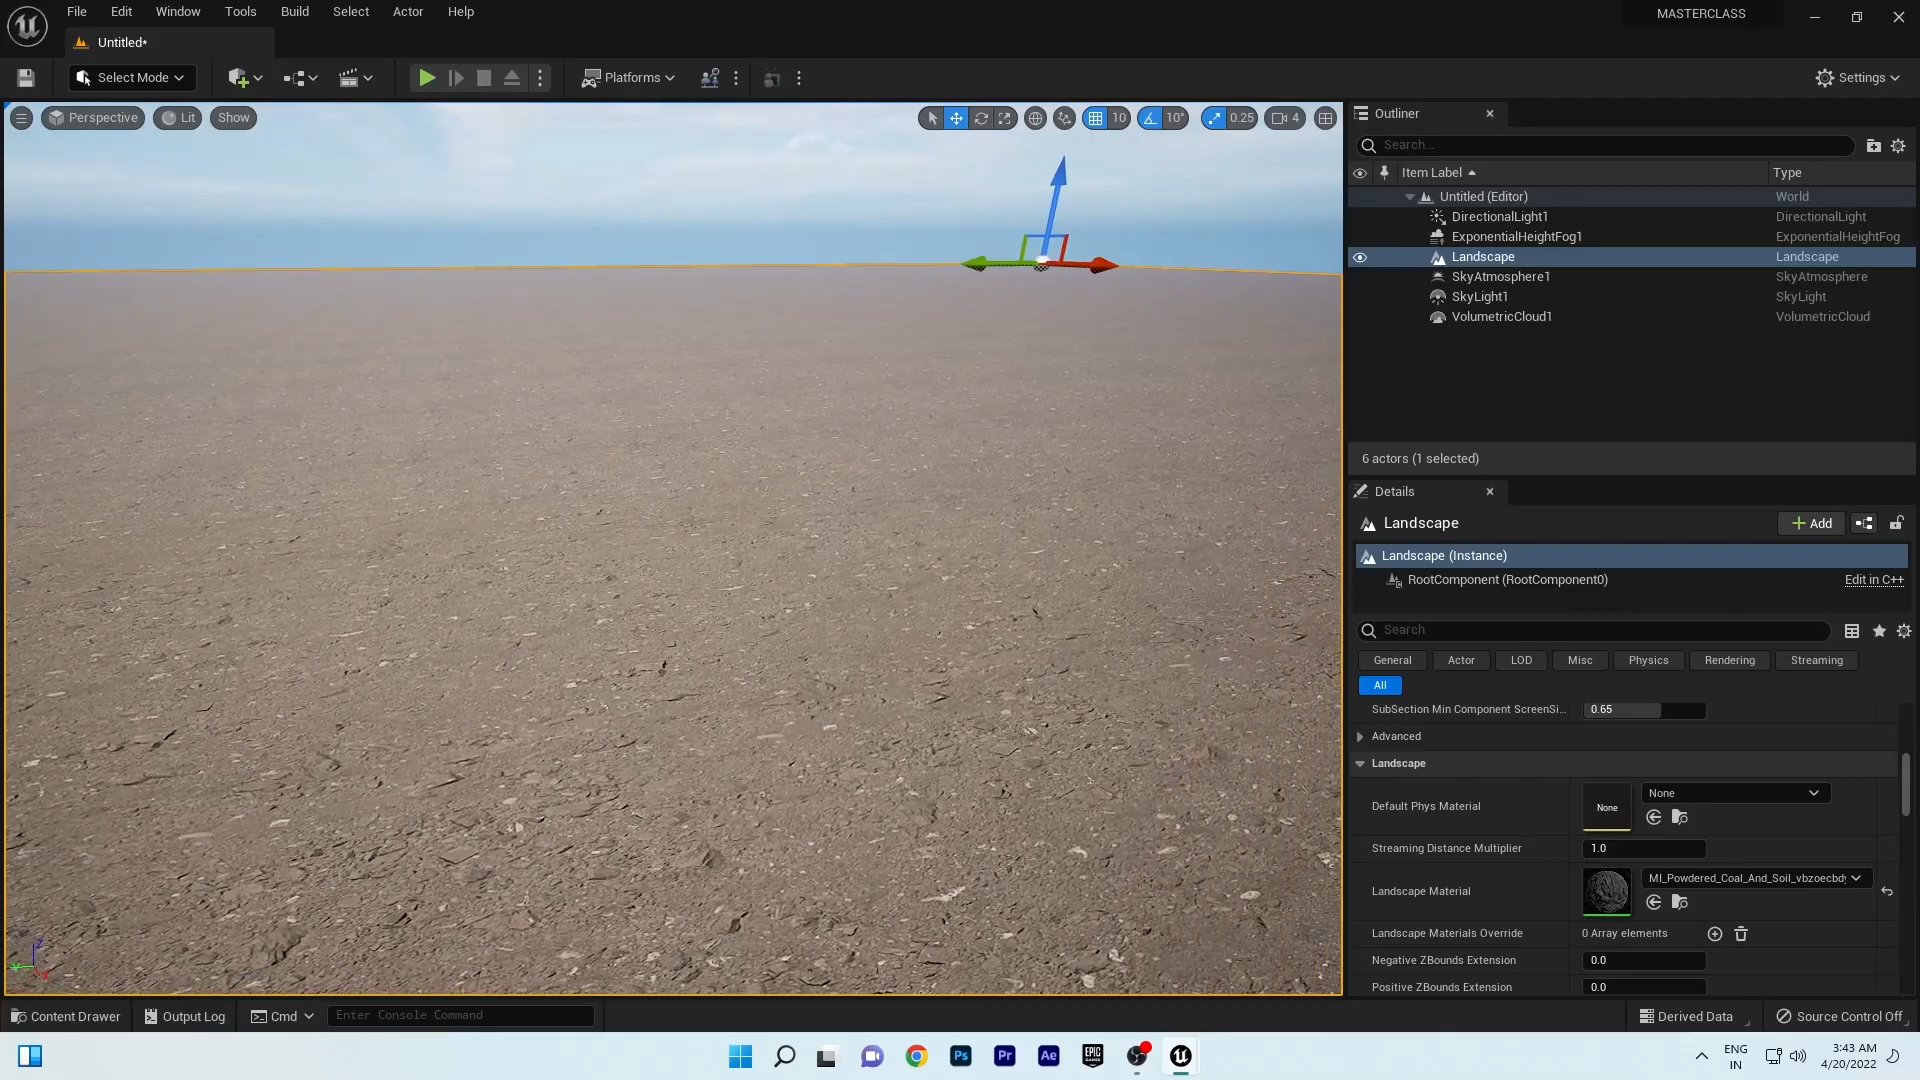 File Edit Window Tools Build Select Actor Help
MASTERCLASS
Untitled*
Select Mode
Platforms
Settings
Perspective Lit Show
10 10° 0.25 4
Outliner
Search...
Item Label Type
Untitled (Editor) World
DirectionalLight1 DirectionalLight
ExponentialHeightFog1 ExponentialHeightFog
Landscape Landscape
SkyAtmosphere1 SkyAtmosphere
SkyLight1 SkyLight
VolumetricCloud1 VolumetricCloud
6 actors (1 selected)
Details
Landscape
Add
Landscape (Instance)
RootComponent (RootComponent0) Edit in C++
Search
General Actor LOD Misc Physics Rendering Streaming
All
SubSection Min Component ScreenSi... 0.65
Advanced
Landscape
Default Phys Material None None
Streaming Distance Multiplier 1.0
Landscape Material MI_Powdered_Coal_And_Soil_vbzoecbdy
Landscape Materials Override 0 Array elements
Negative ZBounds Extension 0.0
Positive ZBounds Extension 0.0
Z
Y X
Content Drawer Output Log Cmd Enter Console Command
Derived Data Source Control Off
Ps Pr Ae EPIC GAMES
ENG
IN
3:43 AM
4/20/2022